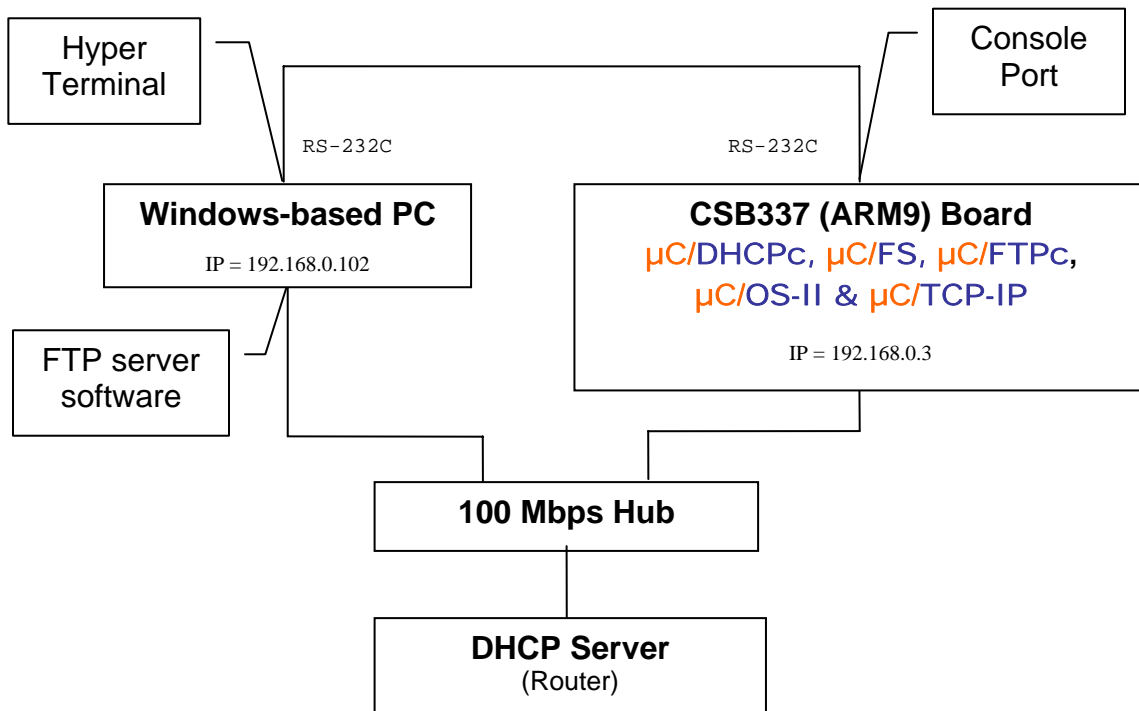 Hyper
Terminal
Console
Port
RS-232C
RS-232C
Windows-based PC
IP = 192.168.0.102
CSB337 (ARM9) Board
µC/DHCPc, µC/FS, µC/FTPc,
µC/OS-II & µC/TCP-IP
IP = 192.168.0.3
FTP server
software
100 Mbps Hub
DHCP Server
(Router)